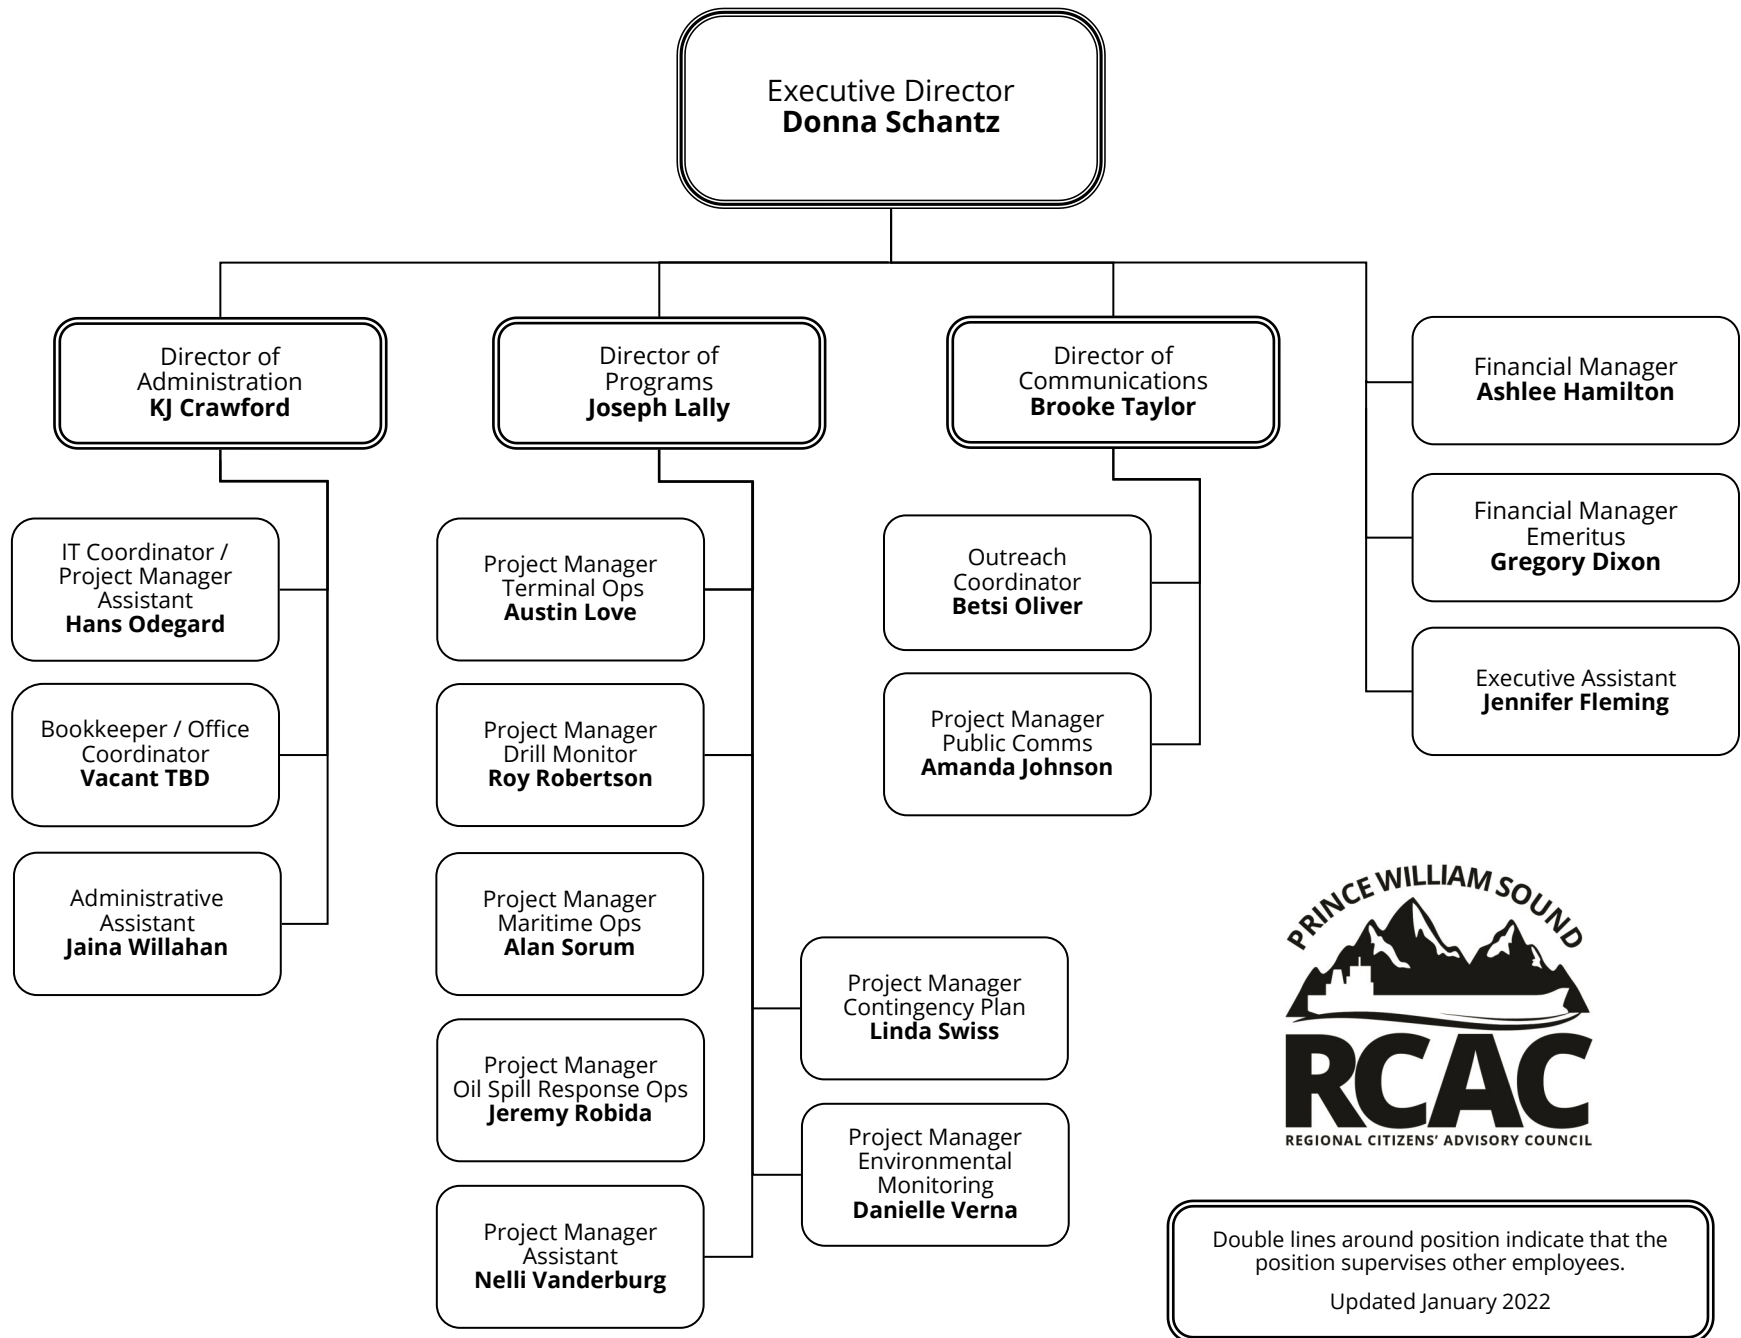 Executive Director
Donna Schantz
Director of
Administration
KJ Crawford
Director of
Programs
Joseph Lally
Director of
Communications
Brooke Taylor
Financial Manager
Ashlee Hamilton
Financial Manager
Emeritus
Gregory Dixon
Executive Assistant
Jennifer Fleming
IT Coordinator /
Project Manager
Assistant
Hans Odegard
Bookkeeper / Office
Coordinator
Vacant TBD
Administrative
Assistant
Jaina Willahan
Project Manager
Terminal Ops
Austin Love
Project Manager
Drill Monitor
Roy Robertson
Project Manager
Maritime Ops
Alan Sorum
Project Manager
Oil Spill Response Ops
Jeremy Robida
Project Manager
Assistant
Nelli Vanderburg
Project Manager
Contingency Plan
Linda Swiss
Project Manager
Environmental
Monitoring
Danielle Verna
Outreach
Coordinator
Betsi Oliver
Project Manager
Public Comms
Amanda Johnson
PRINCE WILLIAM SOUND
RCAC
REGIONAL CITIZENS' ADVISORY COUNCIL
Double lines around position indicate that the
position supervises other employees.
Updated January 2022